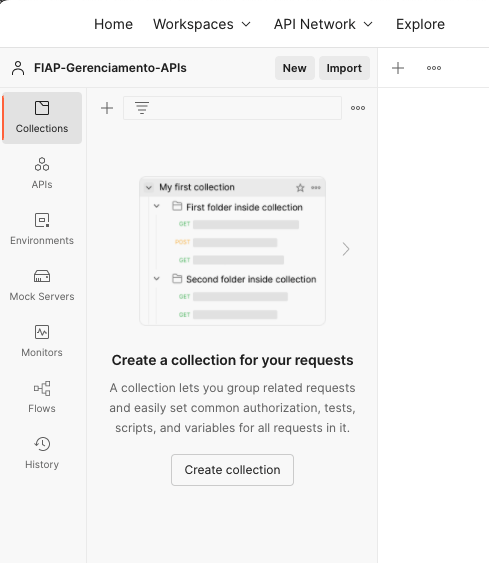 Home Workspaces API Network Explore
FIAP-Gerenciamento-APIs New Import
Collections
APIs
Environments
Mock Servers
Monitors
Flows
History
My first collection
First folder inside collection
GET
POST
GET
Second folder inside collection
GET
GET
Create a collection for your requests
A collection lets you group related requests
and easily set common authorization, tests,
scripts, and variables for all requests in it.
Create collection